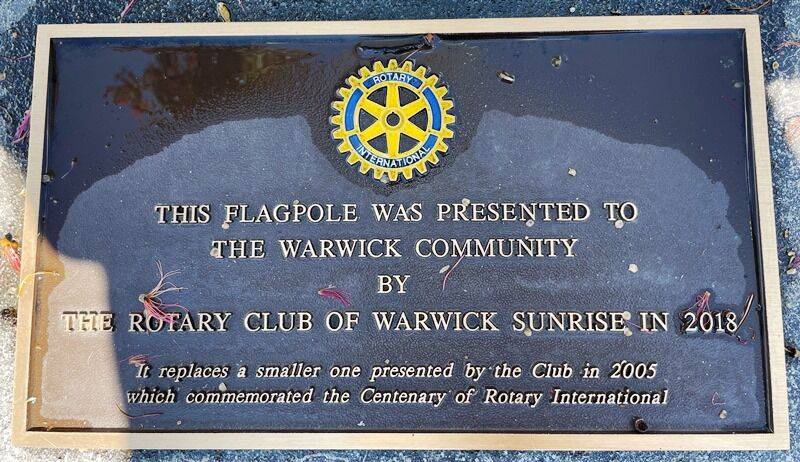 ROTARY
INTERNATIONAL
THIS FLAGPOLE WAS PRESENTED TO
THE WARWICK COMMUNITY
BY
THE ROTARY CLUB OF WARWICK SUNRISE IN 2018
It replaces a smaller one presented by the Club in 2005
which commemorated the Centenary of Rotary International